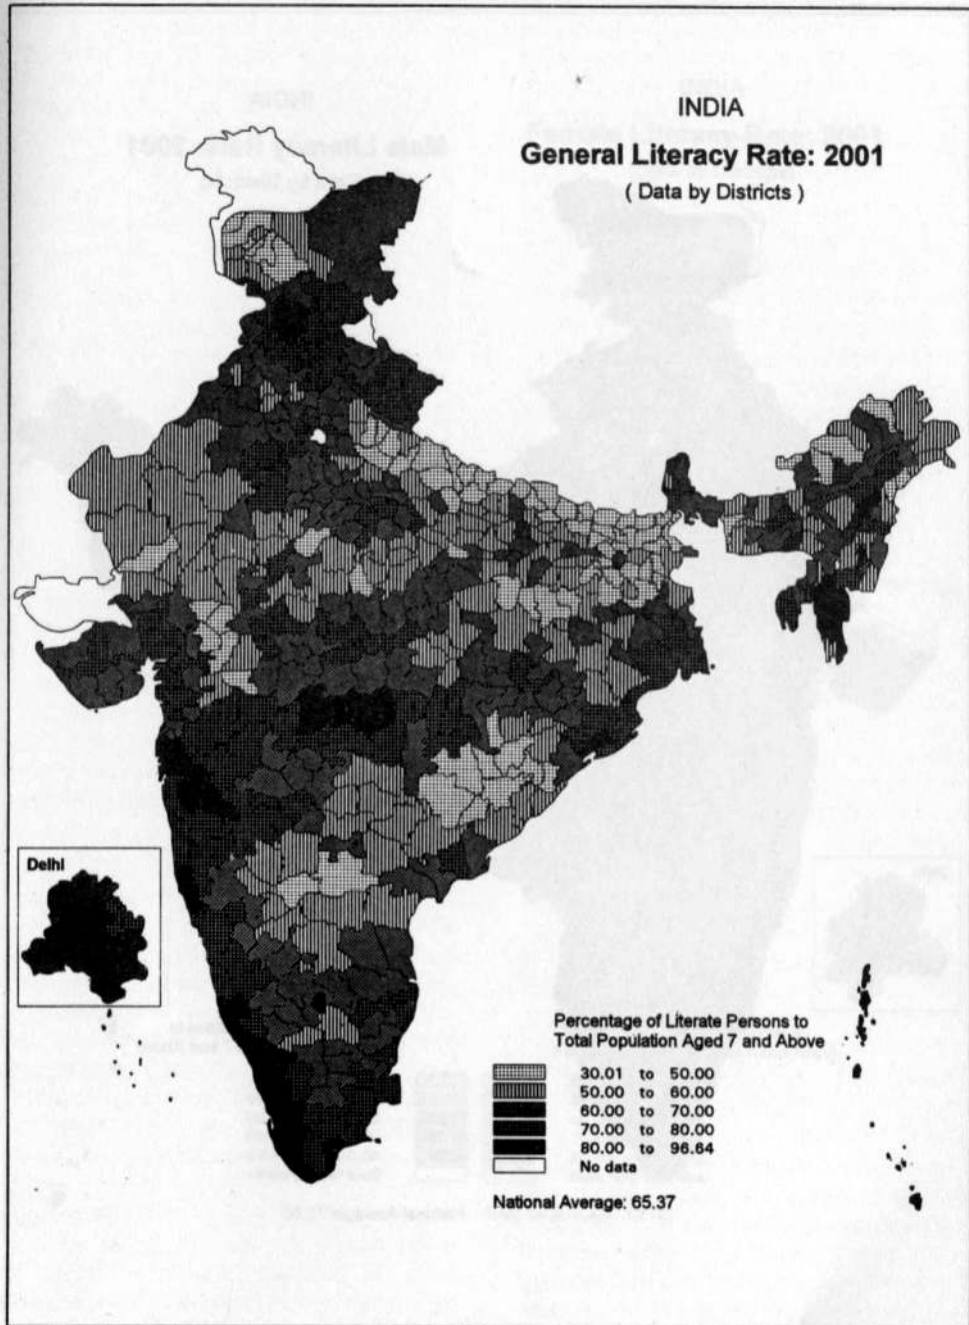 INDIA
General Literacy Rate: 2001
( Data by Districts )
Delhi
Percentage of Literate Persons to
Total Population Aged 7 and Above
30.01 to 50.00
50.00 to 60.00
60.00 to 70.00
70.00 to 80.00
80.00 to 96.64
No data
National Average: 65.37